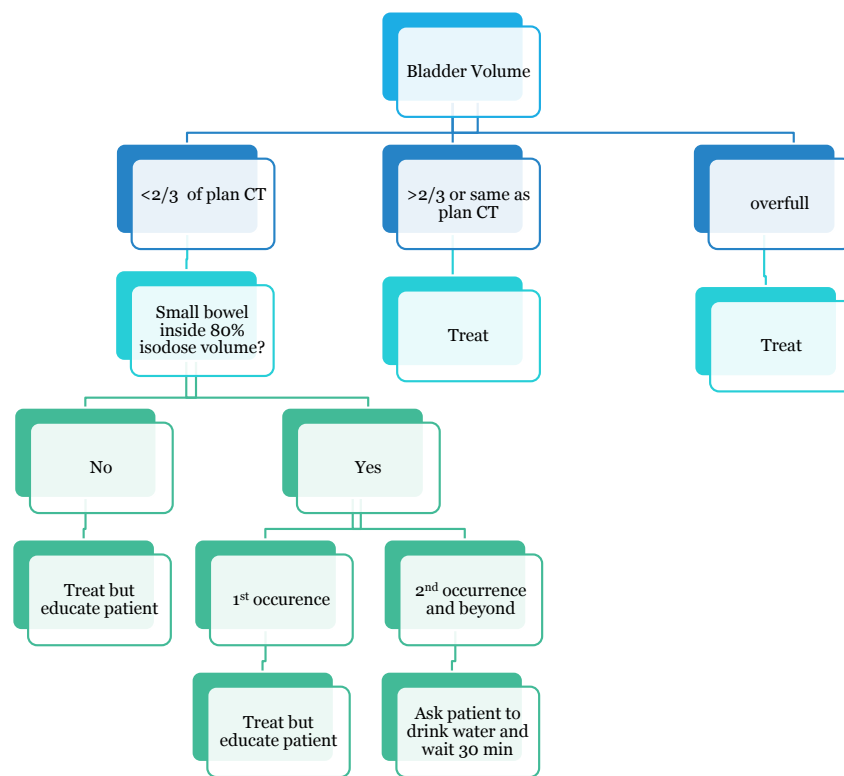 Bladder Volume
<2/3 of plan CT
>2/3 or same as
plan CT
overfull
Small bowel
inside 80%
isodose volume?
Treat
Treat
No
Yes
Treat but
educate patient
1st occurence
2nd occurrence
and beyond
Treat but
educate patient
Ask patient to
drink water and
wait 30 min